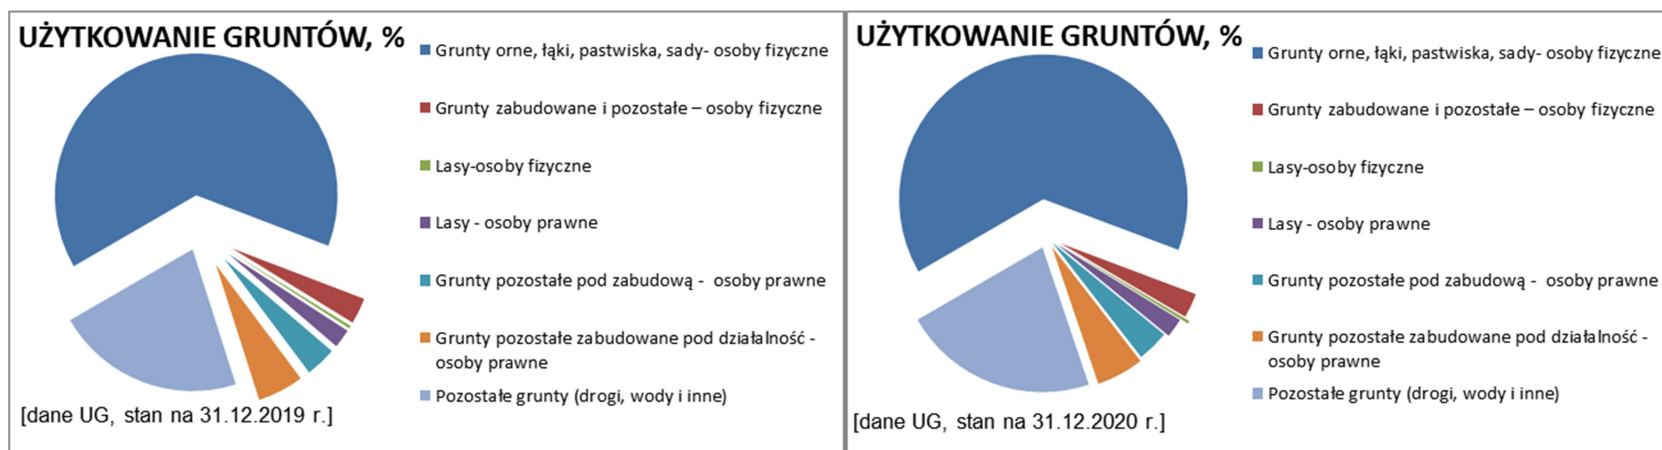 UŻYTKOWANIE GRUNTÓW, %
Grunty orne, łąki, pastwiska, sady- osoby fizyczne
Grunty zabudowane i pozostałe – osoby fizyczne
Lasy-osoby fizyczne
Lasy - osoby prawne
Grunty pozostałe pod zabudową - osoby prawne
Grunty pozostałe zabudowane pod działalność -
osoby prawne
Pozostałe grunty (drogi, wody i inne)
[dane UG, stan na 31.12.2019 r.]
UŻYTKOWANIE GRUNTÓW, %
Grunty orne, łąki, pastwiska, sady- osoby fizyczne
Grunty zabudowane i pozostałe – osoby fizyczne
Lasy-osoby fizyczne
Lasy - osoby prawne
Grunty pozostałe pod zabudową - osoby prawne
Grunty pozostałe zabudowane pod działalność -
osoby prawne
Pozostałe grunty (drogi, wody i inne)
[dane UG, stan na 31.12.2020 r.]